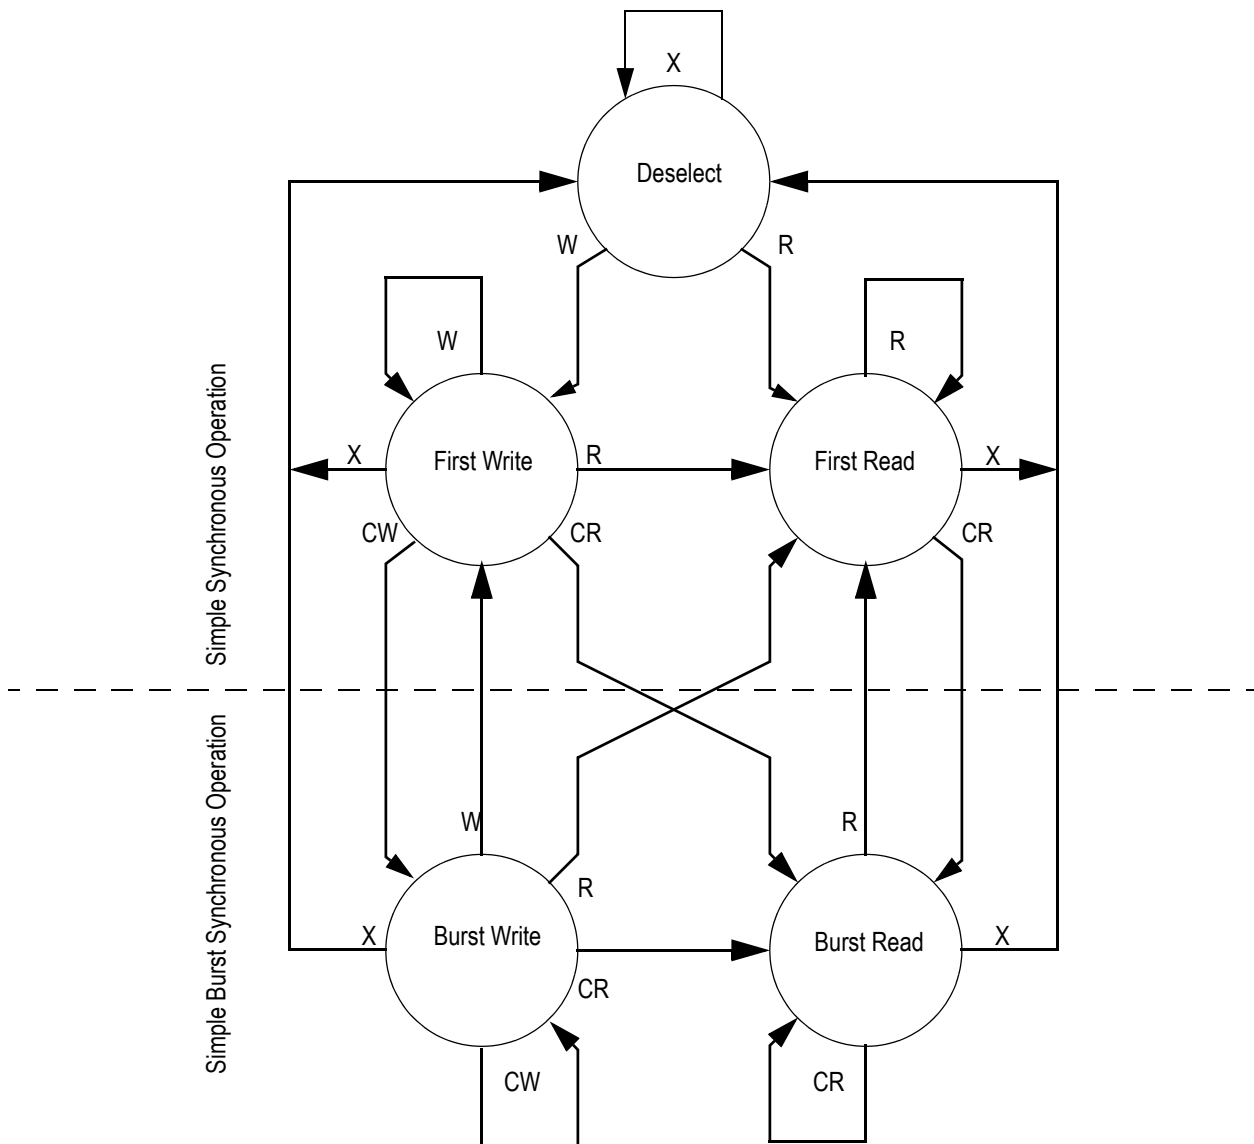 X
Deselect
W
R
W
R
Simple Synchronous Operation
X
First Write
R
First Read
X
CW
CR
CR
Simple Burst Synchronous Operation
W
R
R
X
Burst Write
Burst Read
X
CR
CW
CR